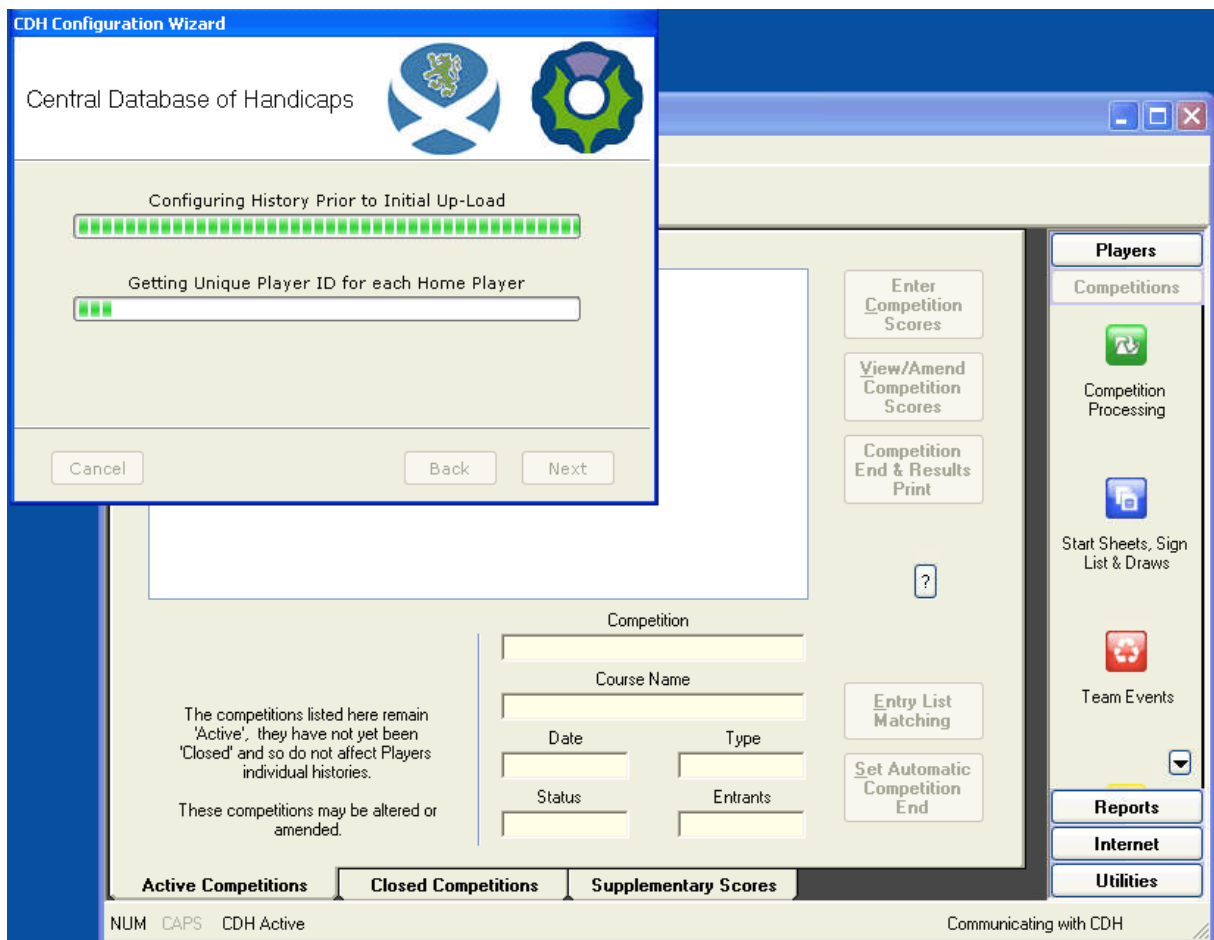 CDH Configuration Wizard
Central Database of Handicaps
Configuring History Prior to Initial Up-Load
Getting Unique Player ID for each Home Player
Cancel
Back
Next
Enter
Competition
Scores
View/Amend
Competition
Scores
Competition
End & Results
Print
?
Competition
Course Name
Date
Type
Status
Entrants
The competitions listed here remain
'Active', they have not yet been
'Closed' and so do not affect Players
individual histories.
These competitions may be altered or
amended.
Entry List
Matching
Set Automatic
Competition
End
Players
Competitions
Competition
Processing
Start Sheets, Sign
List & Draws
Team Events
Reports
Internet
Utilities
Active Competitions
Closed Competitions
Supplementary Scores
NUM CAPS CDH Active
Communicating with CDH